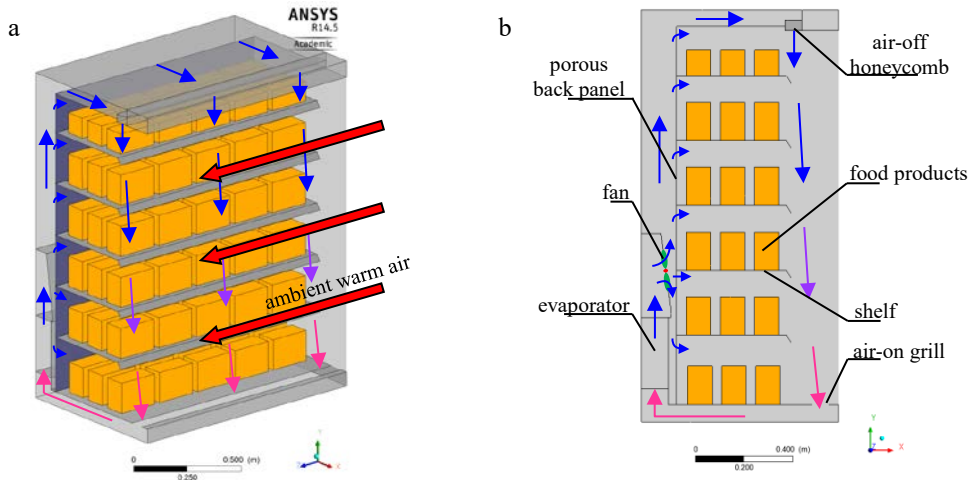 a
ANSYS
R14.5
Academic
ambient warm air
0.500 (m)
0
0.250
Y
Z
X
b
porous
back panel
air-off
honeycomb
fan
food products
evaporator
shelf
air-on grill
0
0.400 (m)
0.200
Y
Z
X